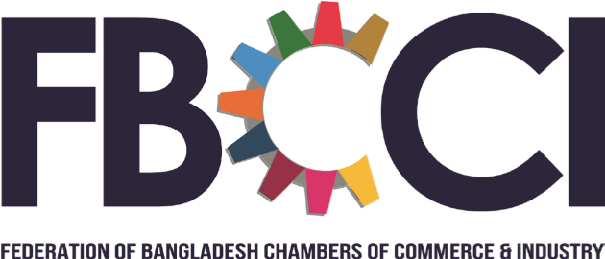 FBCCI
FEDERATION OF BANGLADESH CHAMBERS OF COMMERCE & INDUSTRY